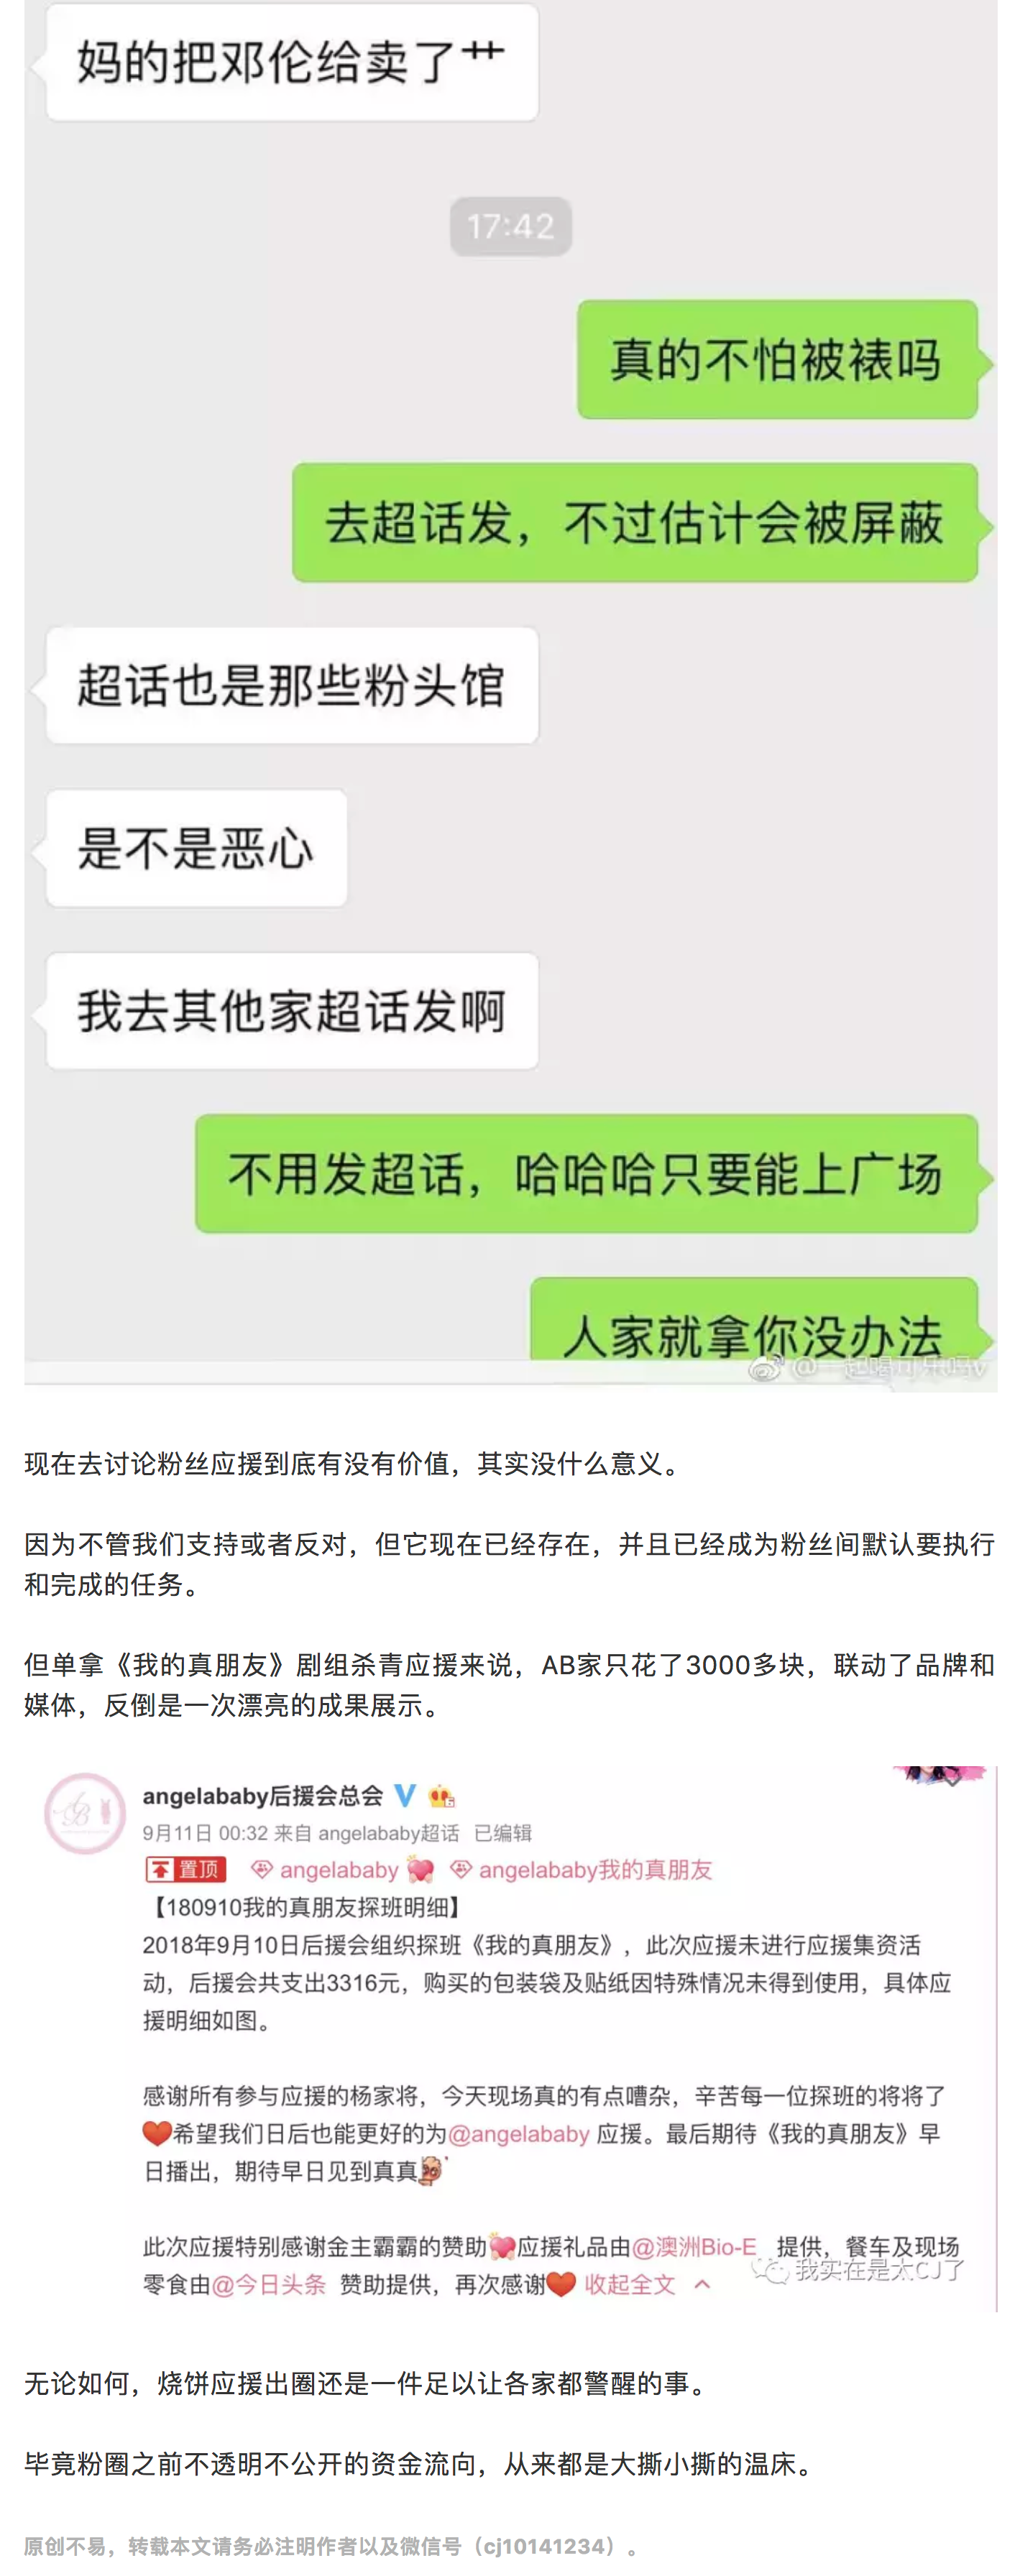 妈的把邓伦给卖了艹
17:42
真的不怕被裱吗
去超话发，不过估计会被屏蔽
超话也是那些粉头馆
是不是恶心
我去其他家超话发啊
不用发超话，哈哈哈只要能上广场
人家就拿你没办法
@一起喝可乐吗v
现在去讨论粉丝应援到底有没有价值，其实没什么意义。
因为不管我们支持或者反对，但它现在已经存在，并且已经成为粉丝间默认要执行
和完成的任务。
但单拿《我的真朋友》剧组杀青应援来说，AB家只花了3000多块，联动了品牌和
媒体，反倒是一次漂亮的成果展示。
angelababy后援会总会
9月11日 00:32 来自 angelababy超话 已编辑
置顶 angelababy angelababy我的真朋友
【180910我的真朋友探班明细】
2018年9月10日后援会组织探班《我的真朋友》，此次应援未进行应援集资活
动，后援会共支出3316元，购买的包装袋及贴纸因特殊情况未得到使用，具体应
援明细如图。
感谢所有参与应援的杨家将，今天现场真的有点嘈杂，辛苦每一位探班的将将了
希望我们日后也能更好的为@angelababy 应援。最后期待《我的真朋友》早
日播出，期待早日见到真真
此次应援特别感谢金主霸霸的赞助应援礼品由@澳洲Bio-E 提供，餐车及现场
零食由@今日头条 赞助提供，再次感谢 收起全文
我实在是太CJ了
无论如何，烧饼应援出圈还是一件足以让各家都警醒的事。
毕竟粉圈之前不透明不公开的资金流向，从来都是大撕小撕的温床。
原创不易，转载本文请务必注明作者以及微信号（cj10141234）。